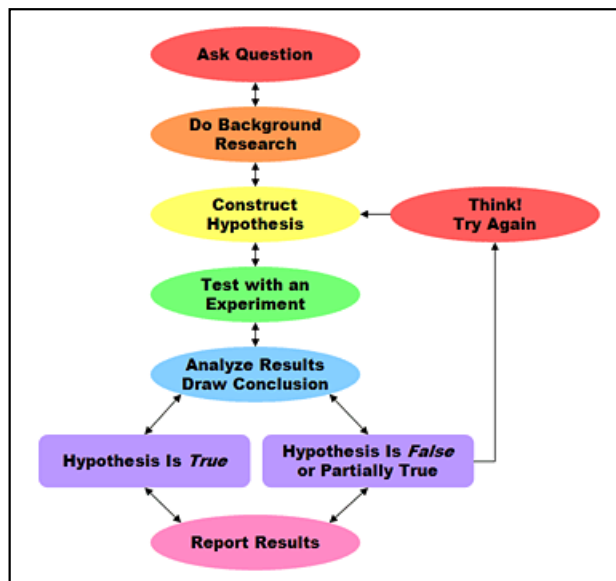 Ask Question
Do Background
Research
Construct
Hypothesis
Think!
Try Again
Test with an
Experiment
Analyze Results
Draw Conclusion
Hypothesis Is True
Hypothesis Is False
or Partially True
Report Results